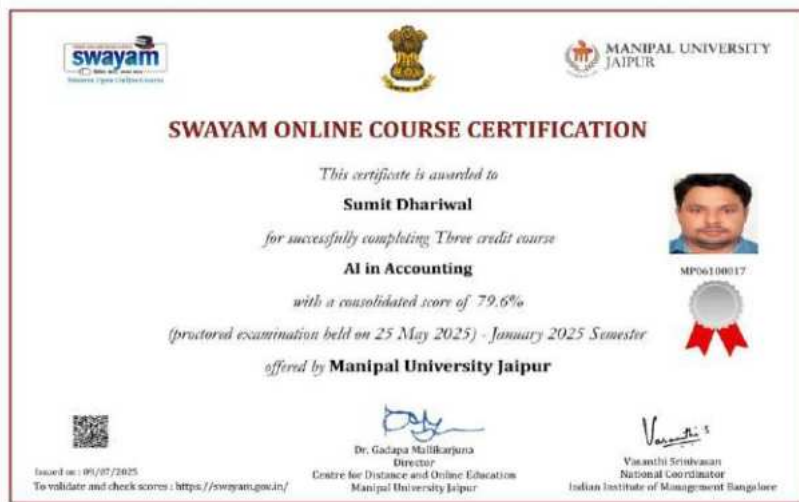 swayam
MANIPAL UNIVERSITY
JAIPUR
SWAYAM ONLINE COURSE CERTIFICATION
This certificate is awarded to
Sumit Dhariwal
for successfully completing Three credit course
AI in Accounting
MP06100017
with a consolidated score of 79.6%
(proctored examination held on 25 May 2025) - January 2025 Semester
offered by Manipal University Jaipur
Dr. Gadapa Mallikarjuna
Director
Centre for Distance and Online Education
Manipal University Jaipur
Vasanthi S
Vasanthi Srinivasan
National Coordinator
Indian Institute of Management Bangalore
Issued on : 09/07/2025
To validate and check scores : https://swayam.gov.in/